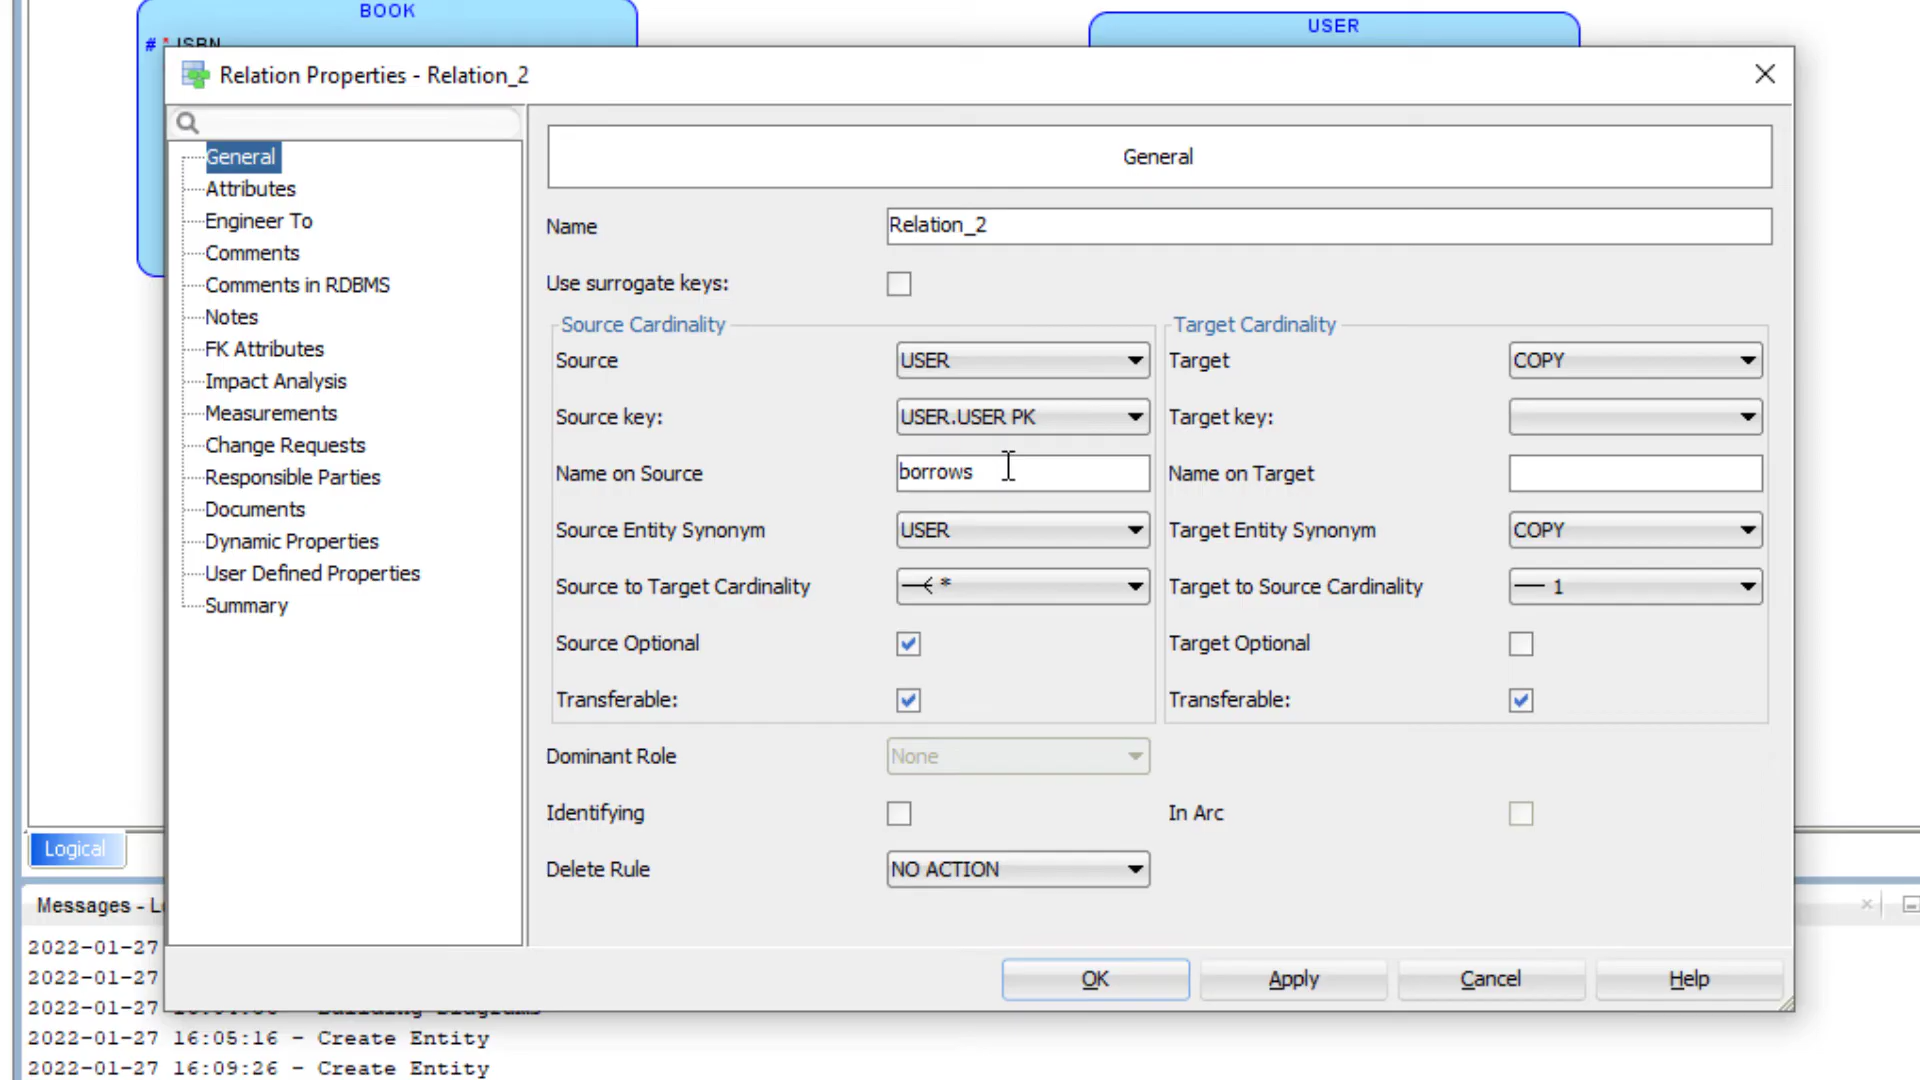 BOOK
USER
# * ISBN
Relation Properties - Relation_2
General
Attributes
Engineer To
Comments
Comments in RDBMS
Notes
FK Attributes
Impact Analysis
Measurements
Change Requests
Responsible Parties
Documents
Dynamic Properties
User Defined Properties
Summary
General
Name Relation_2
Use surrogate keys:
Source Cardinality
Source USER
Source key: USER.USER PK
Name on Source borrows
Source Entity Synonym USER
Source to Target Cardinality *
Source Optional
Transferable:
Target Cardinality
Target COPY
Target key:
Name on Target
Target Entity Synonym COPY
Target to Source Cardinality 1
Target Optional
Transferable:
Dominant Role None
Identifying
In Arc
Delete Rule NO ACTION
OK Apply Cancel Help
Logical
Messages - L
2022-01-27
2022-01-27
2022-01-27
2022-01-27 16:05:16 - Create Entity
2022-01-27 16:09:26 - Create Entity